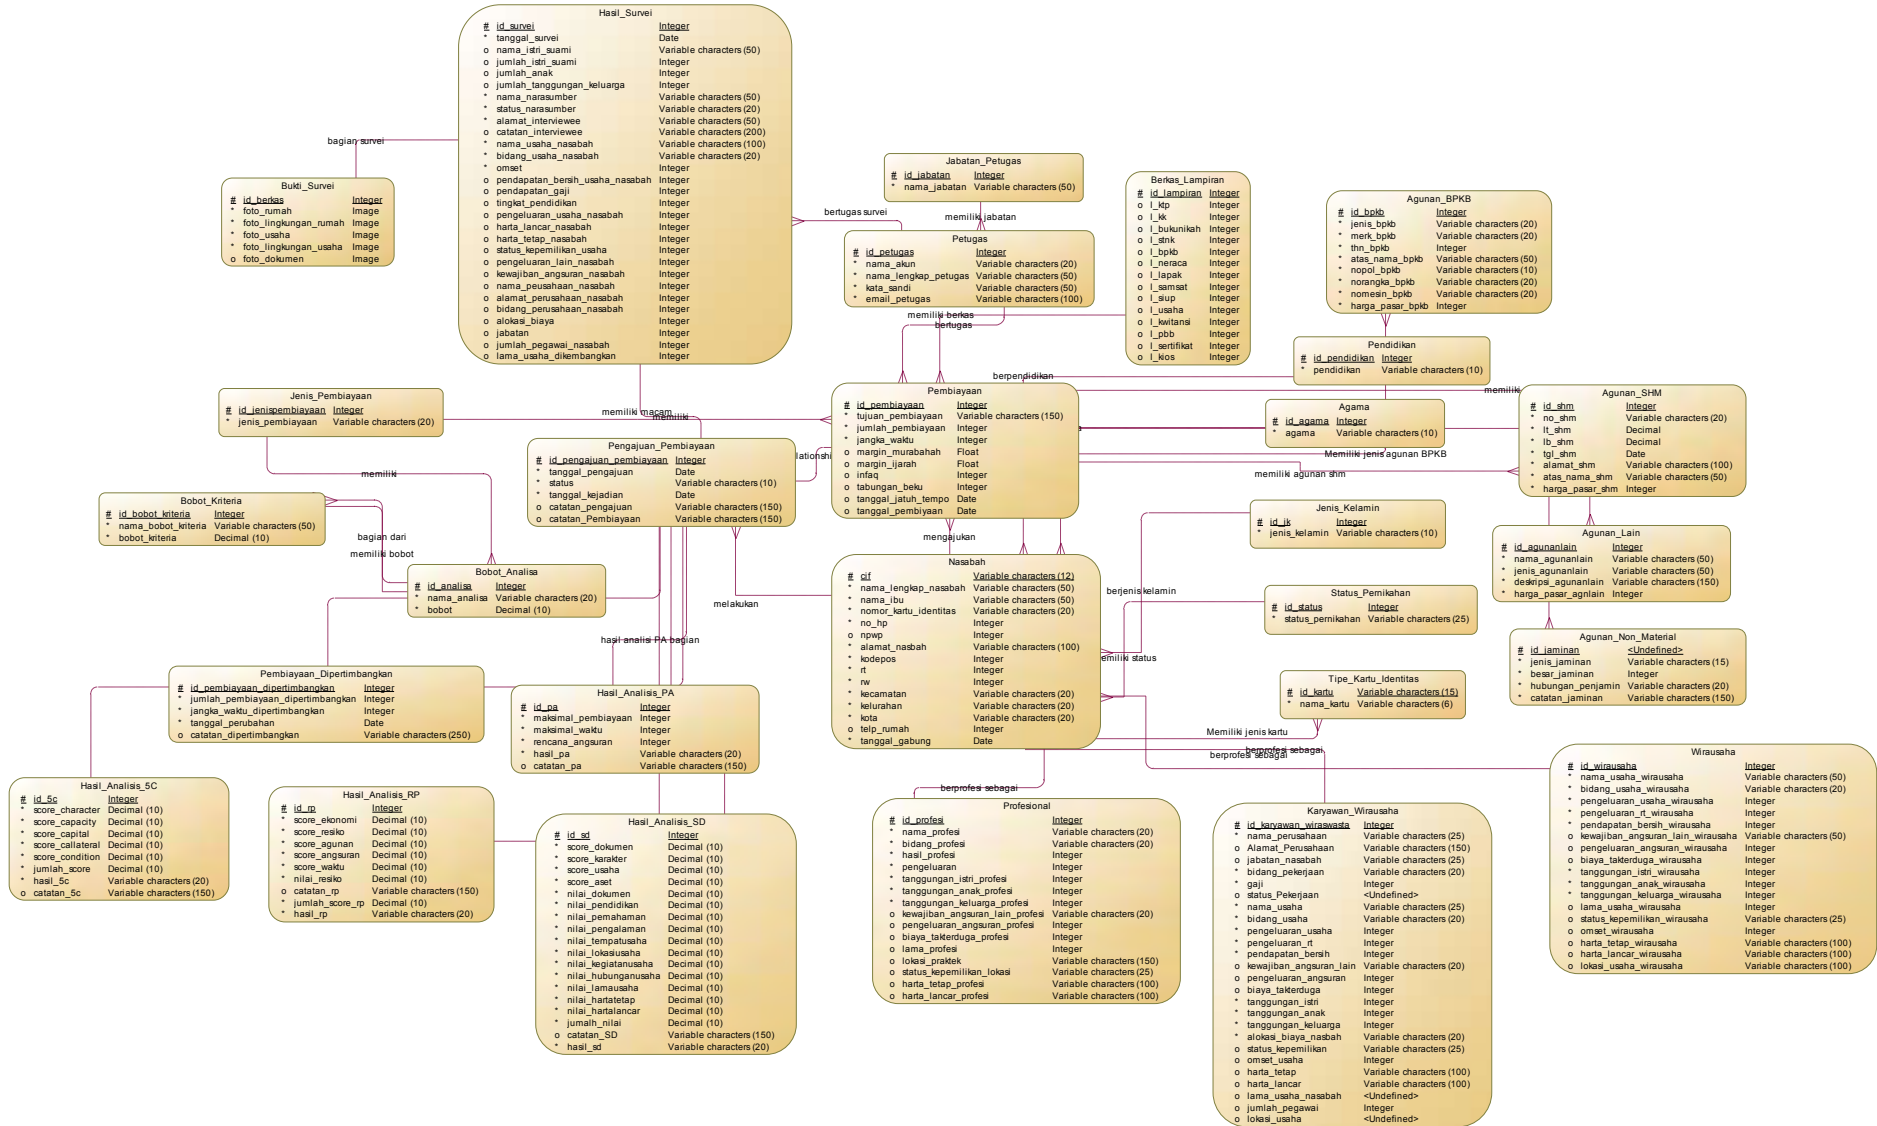 Hasil_Survei
# id_survei Integer
* tanggal_survei Date
o nama_istri_suami Variable characters (50)
o jumlah_istri_suami Integer
o jumlah_anak Integer
o jumlah_tanggungan_keluarga Integer
* nama_narasumber Variable characters (50)
* status_narasumber Variable characters (20)
* alamat_interviewee Variable characters (50)
o catatan_interviewee Variable characters (200)
* nama_usaha_nasabah Variable characters (100)
* bidang_usaha_nasabah Variable characters (20)
* omset Integer
o pendapatan_bersih_usaha_nasabah Integer
o pendapatan_gaji Integer
o tingkat_pendidikan Integer
o pengeluaran_usaha_nasabah Integer
o harta_lancar_nasabah Integer
o harta_tetap_nasabah Integer
o status_kepemilikan_usaha Integer
o pengeluaran_lain_nasabah Integer
o kewajiban_angsuran_nasabah Integer
o nama_peusahaan_nasabah Integer
o alamat_perusahaan_nasabah Integer
o bidang_perusahaan_nasabah Integer
o alokasi_biaya Integer
o jabatan Integer
o jumlah_pegawai_nasabah Integer
o lama_usaha_dikembangkan Integer
bagian survei
Bukti_Survei
# id_berkas Integer
* foto_rumah Image
* foto_lingkungan_rumah Image
* foto_usaha Image
* foto_lingkungan_usaha Image
o foto_dokumen Image
bertugas survei
Jabatan_Petugas
# id_jabatan Integer
* nama_jabatan Variable characters (50)
memiliki jabatan
Petugas
# id_petugas Integer
* nama_akun Variable characters (20)
* nama_lengkap_petugas Variable characters (50)
* kata_sandi Variable characters (50)
* email_petugas Variable characters (100)
memiliki berkas
bertugas
Berkas_Lampiran
# id_lampiran Integer
o l_ktp Integer
o l_kk Integer
o l_bukunikah Integer
o l_stnk Integer
o l_bpkb Integer
o l_neraca Integer
o l_lapak Integer
o l_samsat Integer
o l_siup Integer
o l_usaha Integer
o l_kwitansi Integer
o l_pbb Integer
o l_sertifikat Integer
o l_kios Integer
Agunan_BPKB
# id_bpkb Integer
* jenis_bpkb Variable characters (20)
* merk_bpkb Variable characters (20)
* thn_bpkb Integer
* atas_nama_bpkb Variable characters (50)
* nopol_bpkb Variable characters (10)
* norangka_bpkb Variable characters (20)
* nomesin_bpkb Variable characters (20)
* harga_pasar_bpkb Integer
Pendidikan
# id_pendidikan Integer
* pendidikan Variable characters (10)
berpendidikan
memiliki
Jenis_Pembiayaan
# id_jenispembiayaan Integer
* jenis_pembiayaan Variable characters (20)
memiliki macam
memiliki
Pembiayaan
# id_pembiayaan Integer
* tujuan_pembiayaan Variable characters (150)
* jumlah_pembiayaan Integer
* jangka_waktu Integer
o margin_murabahah Float
o margin_ijarah Float
o infaq Integer
o tabungan_beku Integer
o tanggal_jatuh_tempo Date
o tanggal_pembiyaan Date
Agama
# id_agama Integer
* agama Variable characters (10)
Memiliki jenis agunan BPKB
memiliki agunan shm
Agunan_SHM
# id_shm Integer
* no_shm Variable characters (20)
* lt_shm Decimal
* lb_shm Decimal
* tgl_shm Date
* alamat_shm Variable characters (100)
* atas_nama_shm Variable characters (50)
* harga_pasar_shm Integer
Pengajuan_Pembiayaan
# id_pengajuan_pembiayaan Integer
* tanggal_pengajuan Date
* status Variable characters (10)
* tanggal_kejadian Date
o catatan_pengajuan Variable characters (150)
o catatan_Pembiayaan Variable characters (150)
lationshi
memiliki
Bobot_Kriteria
# id_bobot_kriteria Integer
* nama_bobot_kriteria Variable characters (50)
* bobot_kriteria Decimal (10)
bagian dari
memiliki bobot
Bobot_Analisa
# id_analisa Integer
* nama_analisa Variable characters (20)
* bobot Decimal (10)
mengajukan
melakukan
Nasabah
# cif Variable characters (12)
* nama_lengkap_nasabah Variable characters (50)
* nama_ibu Variable characters (50)
* nomor_kartu_identitas Variable characters (20)
* no_hp Integer
o npwp Integer
* alamat_nasbah Variable characters (100)
* kodepos Integer
* rt Integer
* rw Integer
* kecamatan Variable characters (20)
* kelurahan Variable characters (20)
* kota Variable characters (20)
o telp_rumah Integer
* tanggal_gabung Date
Jenis_Kelamin
# id_jk Integer
* jenis_kelamin Variable characters (10)
berjenis kelamin
Status_Pernikahan
# id_status Integer
* status_pernikahan Variable characters (25)
emiliki status
Tipe_Kartu_Identitas
# id_kartu Variable characters (15)
* nama_kartu Variable characters (6)
Memiliki jenis kartu
berprofesi sebagai
berprofesi sebagai
berprofesi sebagai
Agunan_Lain
# id_agunanlain Integer
* nama_agunanlain Variable characters (50)
* jenis_agunanlain Variable characters (50)
* deskripsi_agunanlain Variable characters (150)
* harga_pasar_agnlain Integer
Agunan_Non_Material
# id_jaminan <Undefined>
* jenis_jaminan Variable characters (15)
* besar_jaminan Integer
* hubungan_penjamin Variable characters (20)
* catatan_jaminan Variable characters (150)
hasil analisi PA bagian
Pembiayaan_Dipertimbangkan
# id_pembiayaan_dipertimbangkan Integer
* jumlah_pembiayaan_dipertimbangkan Integer
* jangka_waktu_dipertimbangkan Integer
* tanggal_perubahan Date
o catatan_dipertimbangkan Variable characters (250)
Hasil_Analisis_PA
# id_pa Integer
* maksimal_pembiayaan Integer
* maksimal_waktu Integer
* rencana_angsuran Integer
* hasil_pa Variable characters (20)
o catatan_pa Variable characters (150)
Hasil_Analisis_5C
# id_5c Integer
* score_character Decimal (10)
* score_capacity Decimal (10)
* score_capital Decimal (10)
* score_callateral Decimal (10)
* score_condition Decimal (10)
* jumlah_score Decimal (10)
* hasil_5c Variable characters (20)
o catatan_5c Variable characters (150)
Hasil_Analisis_RP
# id_rp Integer
* score_ekonomi Decimal (10)
* score_resiko Decimal (10)
* score_agunan Decimal (10)
* score_angsuran Decimal (10)
* score_waktu Decimal (10)
* nilai_resiko Decimal (10)
o catatan_rp Variable characters (150)
* jumlah_score_rp Decimal (10)
* hasil_rp Variable characters (20)
Hasil_Analisis_SD
# id_sd Integer
* score_dokumen Decimal (10)
* score_karakter Decimal (10)
* score_usaha Decimal (10)
* score_aset Decimal (10)
* nilai_dokumen Decimal (10)
* nilai_pendidikan Decimal (10)
* nilai_pemahaman Decimal (10)
* nilai_pengalaman Decimal (10)
* nilai_tempatusaha Decimal (10)
* nilai_lokasiusaha Decimal (10)
* nilai_kegiatanusaha Decimal (10)
* nilai_hubunganusaha Decimal (10)
* nilai_lamausaha Decimal (10)
* nilai_hartatetap Decimal (10)
* nilai_hartalancar Decimal (10)
* jumalh_nilai Decimal (10)
o catatan_SD Variable characters (150)
* hasil_sd Variable characters (20)
Profesional
# id_profesi Integer
* nama_profesi Variable characters (20)
* bidang_profesi Variable characters (20)
* hasil_profesi Integer
* pengeluaran Integer
* tanggungan_istri_profesi Integer
* tanggungan_anak_profesi Integer
* tanggungan_keluarga_profesi Integer
o kewajiban_angsuran_lain_profesi Variable characters (20)
o pengeluaran_angsuran_profesi Integer
o biaya_takterduga_profesi Integer
o lama_profesi Integer
o lokasi_praktek Variable characters (150)
o status_kepemilikan_lokasi Variable characters (25)
o harta_tetap_profesi Variable characters (100)
o harta_lancar_profesi Variable characters (100)
Karyawan_Wirausaha
# id_karyawan_wiraswasta Integer
* nama_perusahaan Variable characters (25)
o Alamat_Perusahaan Variable characters (150)
o jabatan_nasabah Variable characters (25)
* bidang_pekerjaan Variable characters (20)
* gaji Integer
o status_Pekerjaan <Undefined>
* nama_usaha Variable characters (25)
o bidang_usaha Variable characters (20)
* pengeluaran_usaha Integer
* pengeluaran_rt Integer
* pendapatan_bersih Integer
o kewajiban_angsuran_lain Variable characters (20)
o pengeluaran_angsuran Integer
o biaya_takterduga Integer
* tanggungan_istri Integer
* tanggungan_anak Integer
* tanggungan_keluarga Integer
* alokasi_biaya_nasbah Variable characters (20)
o status_kepemilikan Variable characters (25)
o omset_usaha Integer
o harta_tetap Variable characters (100)
o harta_lancar Variable characters (100)
o lama_usaha_nasabah <Undefined>
o jumlah_pegawai Integer
o lokasi_usaha <Undefined>
Wirausaha
# id_wirausaha Integer
* nama_usaha_wirausaha Variable characters (50)
* bidang_usaha_wirausaha Variable characters (20)
* pengeluaran_usaha_wirausaha Integer
* pengeluaran_rt_wirausaha Integer
* pendapatan_bersih_wirausaha Integer
o kewajiban_angsuran_lain_wirausaha Variable characters (50)
o pengeluaran_angsuran_wirausaha Integer
o biaya_takterduga_wirausaha Integer
* tanggungan_istri_wirausaha Integer
* tanggungan_anak_wirausaha Integer
* tanggungan_keluarga_wirausaha Integer
o lama_usaha_wirausaha Integer
o status_kepemilikan_wirausaha Variable characters (25)
o omset_wirausaha Integer
o harta_tetap_wirausaha Variable characters (100)
o harta_lancar_wirausaha Variable characters (100)
o lokasi_usaha_wirausaha Variable characters (100)